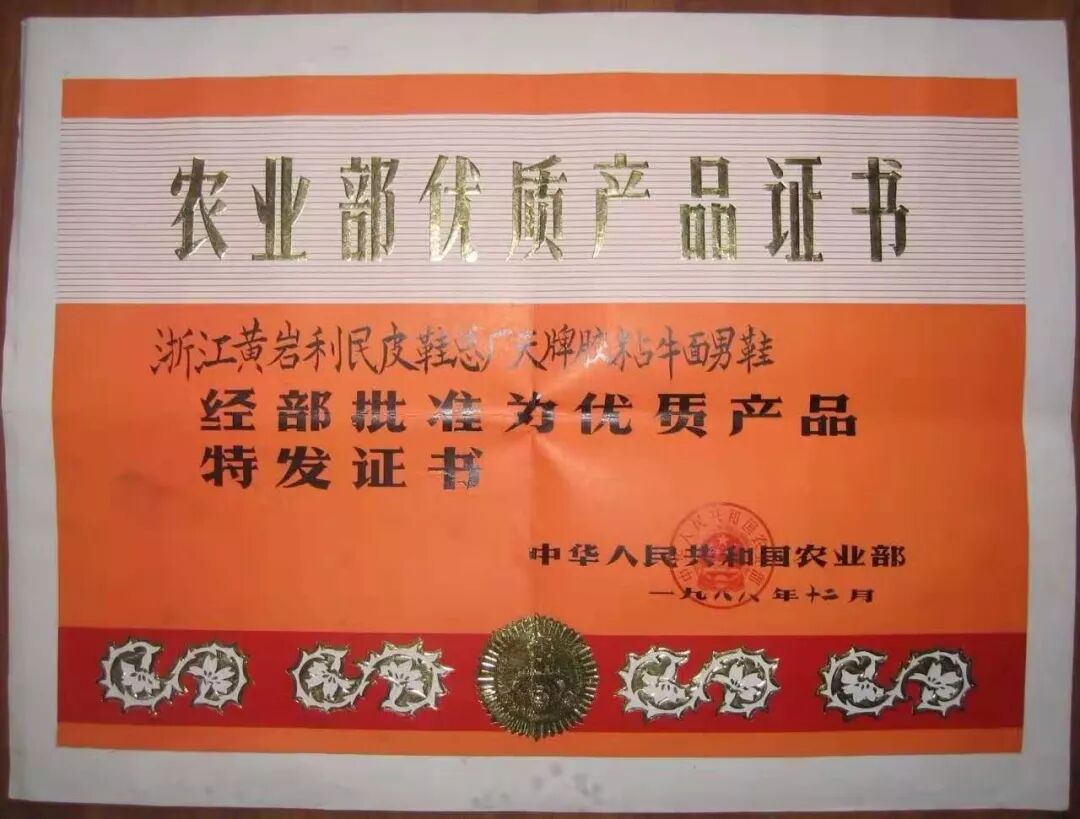 农业部优质产品证书
浙江黄岩利民皮鞋总厂天牌胶粘牛面男鞋
经部批准为优质产品
特发证书
中华人民共和国农业部
一九八八年十二月